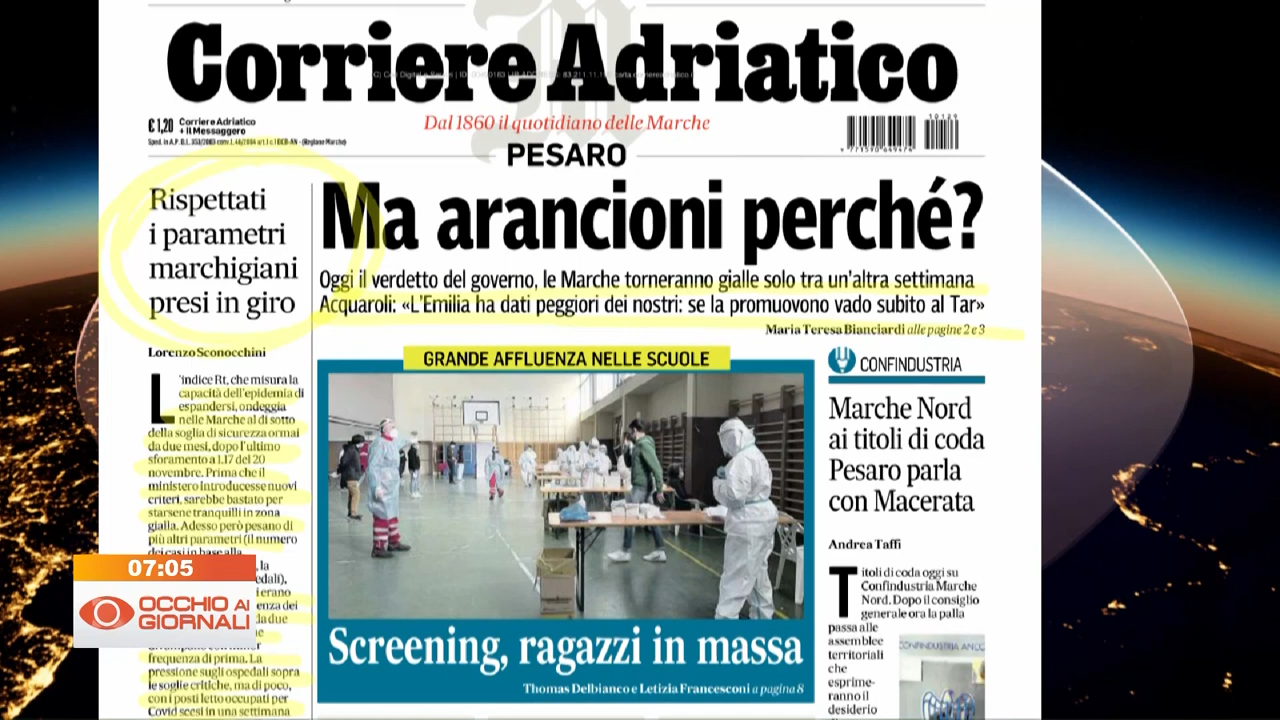 Corriere Adriatico
€ 1,20 Corriere Adriatico
+ Il Messaggero
Dal 1860 il quotidiano delle Marche
PESARO
Rispettati
i parametri
marchigiani
presi in giro
Lorenzo Sconocchini
L'indice Rt, che misura la
capacità dell'epidemia di
espandersi, ondeggia
nelle Marche al di sotto
della soglia di sicurezza ormai
da due mesi, dopo l'ultimo
sforamento a 1.17 del 20
novembre. Prima che il
ministero introducesse nuovi
criteri, sarebbe bastato per
starsene tranquilli in zona
gialla. Adesso però pesano di
più altri parametri (il numero
dei casi in base alla
frequenza di prima. La
pressione sugli ospedali sopra
le soglie critiche, ma di poco,
con i posti letto occupati per
Covid scesi in una settimana
Ma arancioni perché?
Oggi il verdetto del governo, le Marche torneranno gialle solo tra un'altra settimana
Acquaroli: «L'Emilia ha dati peggiori dei nostri: se la promuovono vado subito al Tar»
Maria Teresa Bianciardi alle pagine 2 e 3
GRANDE AFFLUENZA NELLE SCUOLE
Screening, ragazzi in massa
Thomas Delbianco e Letizia Francesconi a pagina 8
CONFINDUSTRIA
Marche Nord
ai titoli di coda
Pesaro parla
con Macerata
Andrea Taffi
Titoli di coda oggi su
Confindustria Marche
Nord. Dopo il consiglio
generale ora la palla
passa alle
assemblee
territoriali
che
esprime-
ranno il
desiderio
07:05
OCCHIO AI
GIORNALI